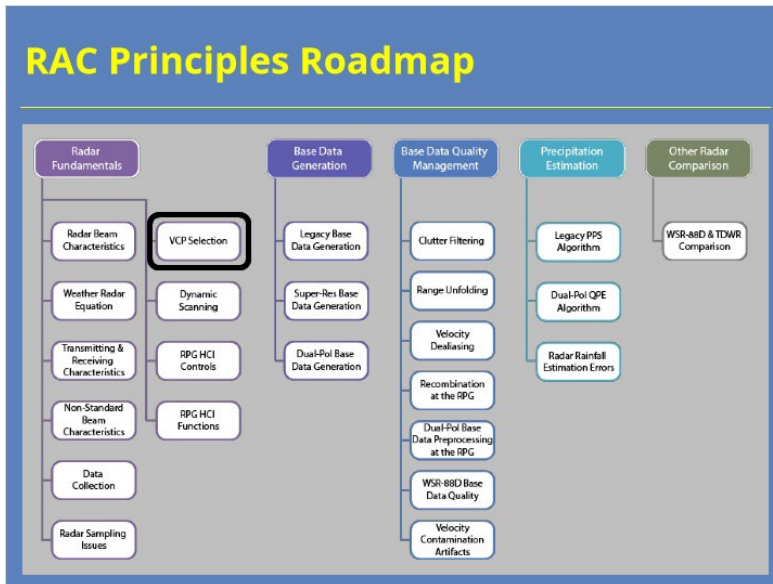 RAC Principles Roadmap
Radar
Fundamentals
Radar Beam
Characteristics
Weather Radar
Equation
Transmitting &
Receiving
Characteristics
Non-Standard
Beam
Characteristics
Data
Collection
Radar Sampling
Issues
VCP Selection
Dynamic
Scanning
RPG HCI
Controls
RPG HCI
Functions
Base Data
Generation
Legacy Base
Data Generation
Super-Res Base
Data Generation
Dual-Pol Base
Data Generation
Base Data Quality
Management
Clutter Filtering
Range Unfolding
Velocity
Dealiasing
Recombination
at the RPG
Dual-Pol Base
Data Preprocessing
at the RPG
WSR-88D Base
Data Quality
Velocity
Contamination
Artifacts
Precipitation
Estimation
Legacy PPS
Algorithm
Dual-Pol QPE
Algorithm
Radar Rainfall
Estimation Errors
Other Radar
Comparison
WSR-88D & TDWR
Comparison